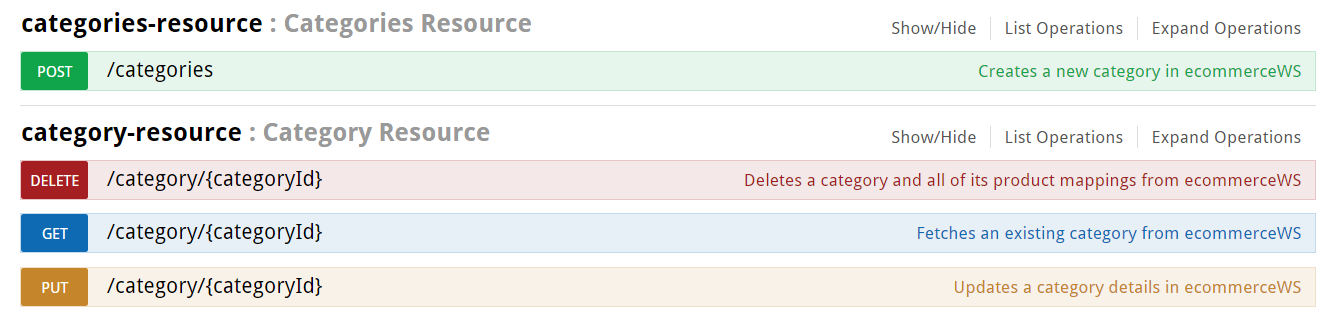 categories-resource : Categories Resource Show/Hide List Operations Expand Operations
POST /categories Creates a new category in ecommerceWS
category-resource : Category Resource Show/Hide List Operations Expand Operations
DELETE /category/{categoryId} Deletes a category and all of its product mappings from ecommerceWS
GET /category/{categoryId} Fetches an existing category from ecommerceWS
PUT /category/{categoryId} Updates a category details in ecommerceWS